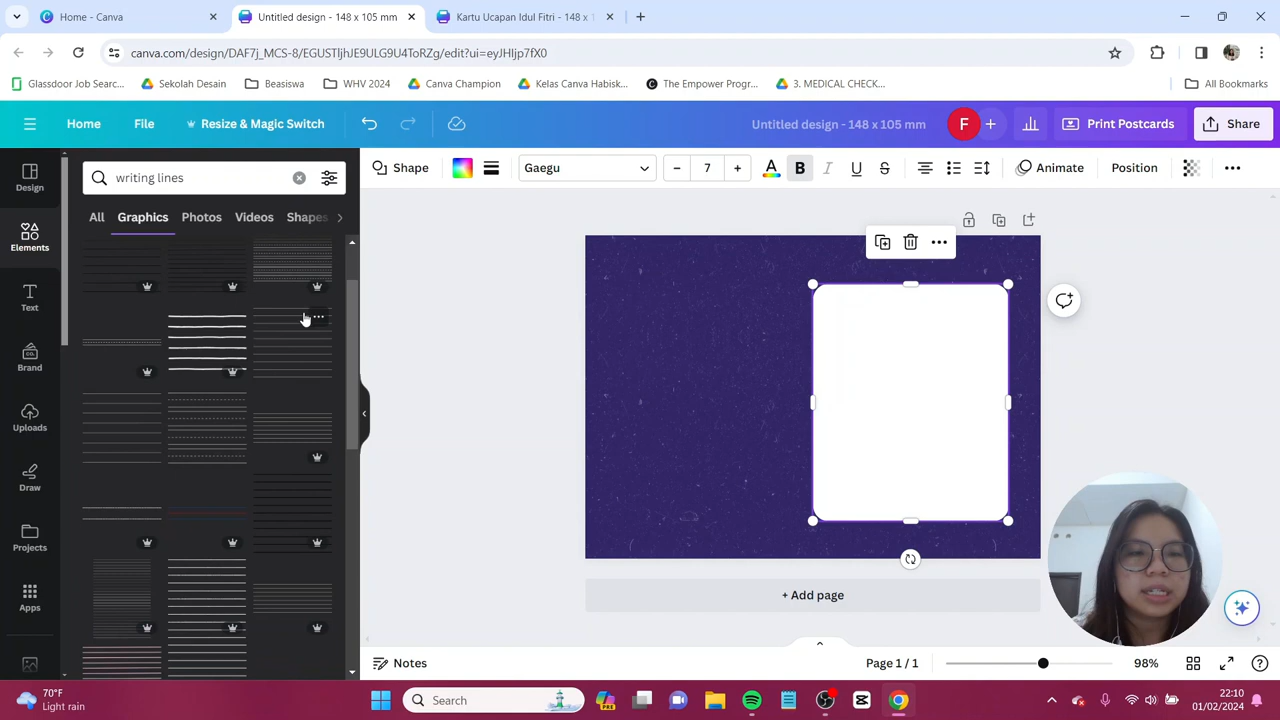 Home - Canva
Untitled design - 148 x 105 mm
Kartu Ucapan Idul Fitri - 148 x 1
canva.com/design/DAF7j_MCS-8/EGUSTljhJE9ULG9U4ToRZg/edit?ui=eyJHIjp7fX0
Glassdoor Job Searc...
Sekolah Desain
Beasiswa
WHV 2024
Canva Champion
Kelas Canva Habisk...
The Empower Progr...
3. MEDICAL CHECK...
All Bookmarks
Home
File
Resize & Magic Switch
Untitled design - 148 x 105 mm
F
Print Postcards
Share
Design
Elements
Text
Brand
Uploads
Draw
Projects
Apps
writing lines
All
Graphics
Photos
Videos
Shapes
Shape
Gaegu
7
A
B
I
U
S
Animate
Position
+ Add page
Notes
Page 1 / 1
98%
70°F
Light rain
Search
22:10
01/02/2024